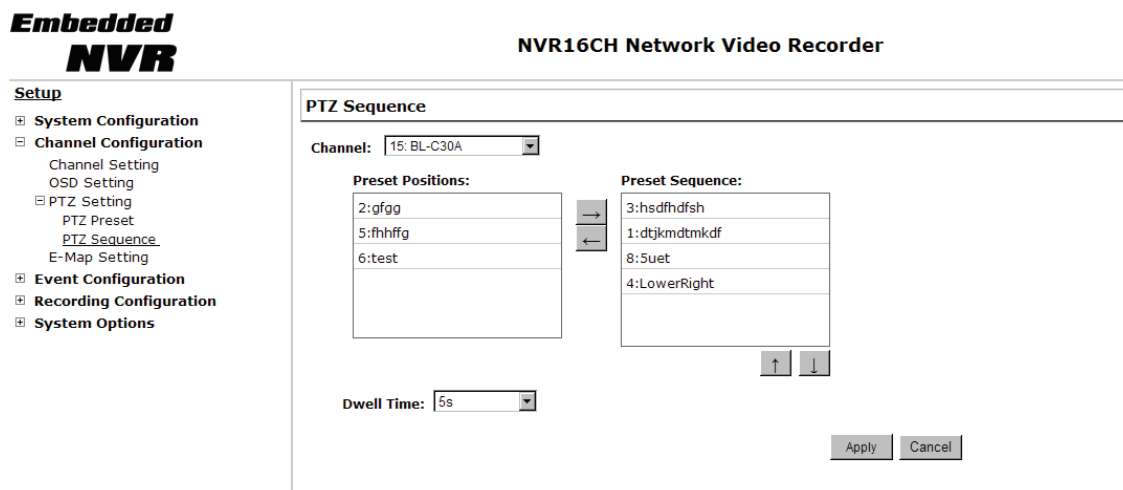 Embedded
NVR
NVR16CH Network Video Recorder
Setup
System Configuration
Channel Configuration
Channel Setting
OSD Setting
PTZ Setting
PTZ Preset
PTZ Sequence
E-Map Setting
Event Configuration
Recording Configuration
System Options
PTZ Sequence
Channel: 15: BL-C30A
Preset Positions:
2:gfgg
5:fhhffg
6:test
→
←
Preset Sequence:
3:hsdfhdfsh
1:dtjkmdtmkdf
8:5uet
4:LowerRight
↑ ↓
Dwell Time: 5s
Apply Cancel